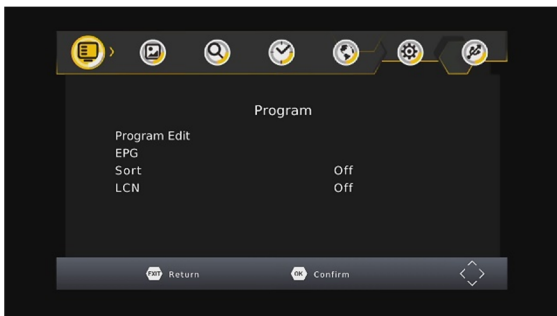 Program
Program Edit
EPG
Sort Off
LCN Off
EXIT Return OK Confirm